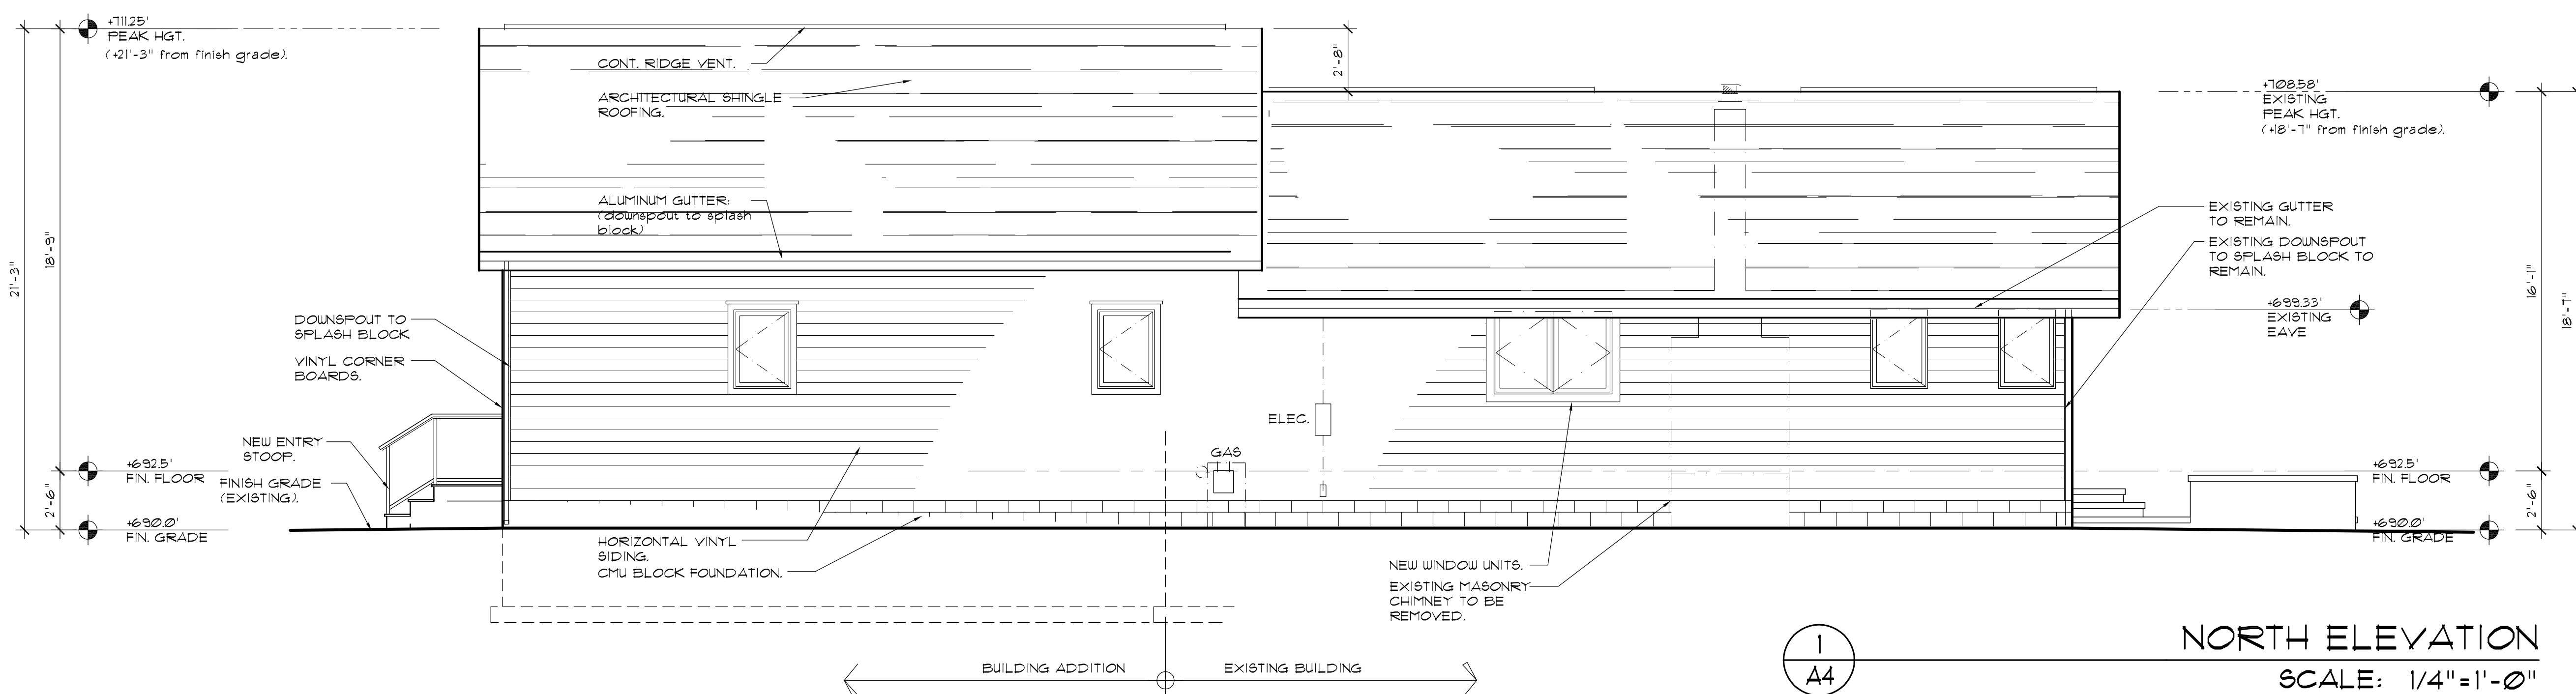 +711.25'
PEAK HGT.
(+21'-3" from finish grade).
21'-3"
18'-9"
2'-6"
CONT. RIDGE VENT.
ARCHITECTURAL SHINGLE
ROOFING.
ALUMINUM GUTTER:
(downspout to splash
block)
2'-8"
DOWNSPOUT TO
SPLASH BLOCK
VINYL CORNER
BOARDS.
NEW ENTRY
STOOP.
+692.5'
FIN. FLOOR
FINISH GRADE
(EXISTING).
+690.0'
FIN. GRADE
HORIZONTAL VINYL
SIDING.
CMU BLOCK FOUNDATION.
GAS
ELEC.
NEW WINDOW UNITS.
EXISTING MASONRY
CHIMNEY TO BE
REMOVED.
+708.58'
EXISTING
PEAK HGT.
(+18'-7" from finish grade).
EXISTING GUTTER
TO REMAIN.
EXISTING DOWNSPOUT
TO SPLASH BLOCK TO
REMAIN.
+699.33'
EXISTING
EAVE
16'-1"
18'-7"
+692.5'
FIN. FLOOR
2'-6"
+690.0'
FIN. GRADE
BUILDING ADDITION
EXISTING BUILDING
1
A4
NORTH ELEVATION
SCALE: 1/4"=1'-0"